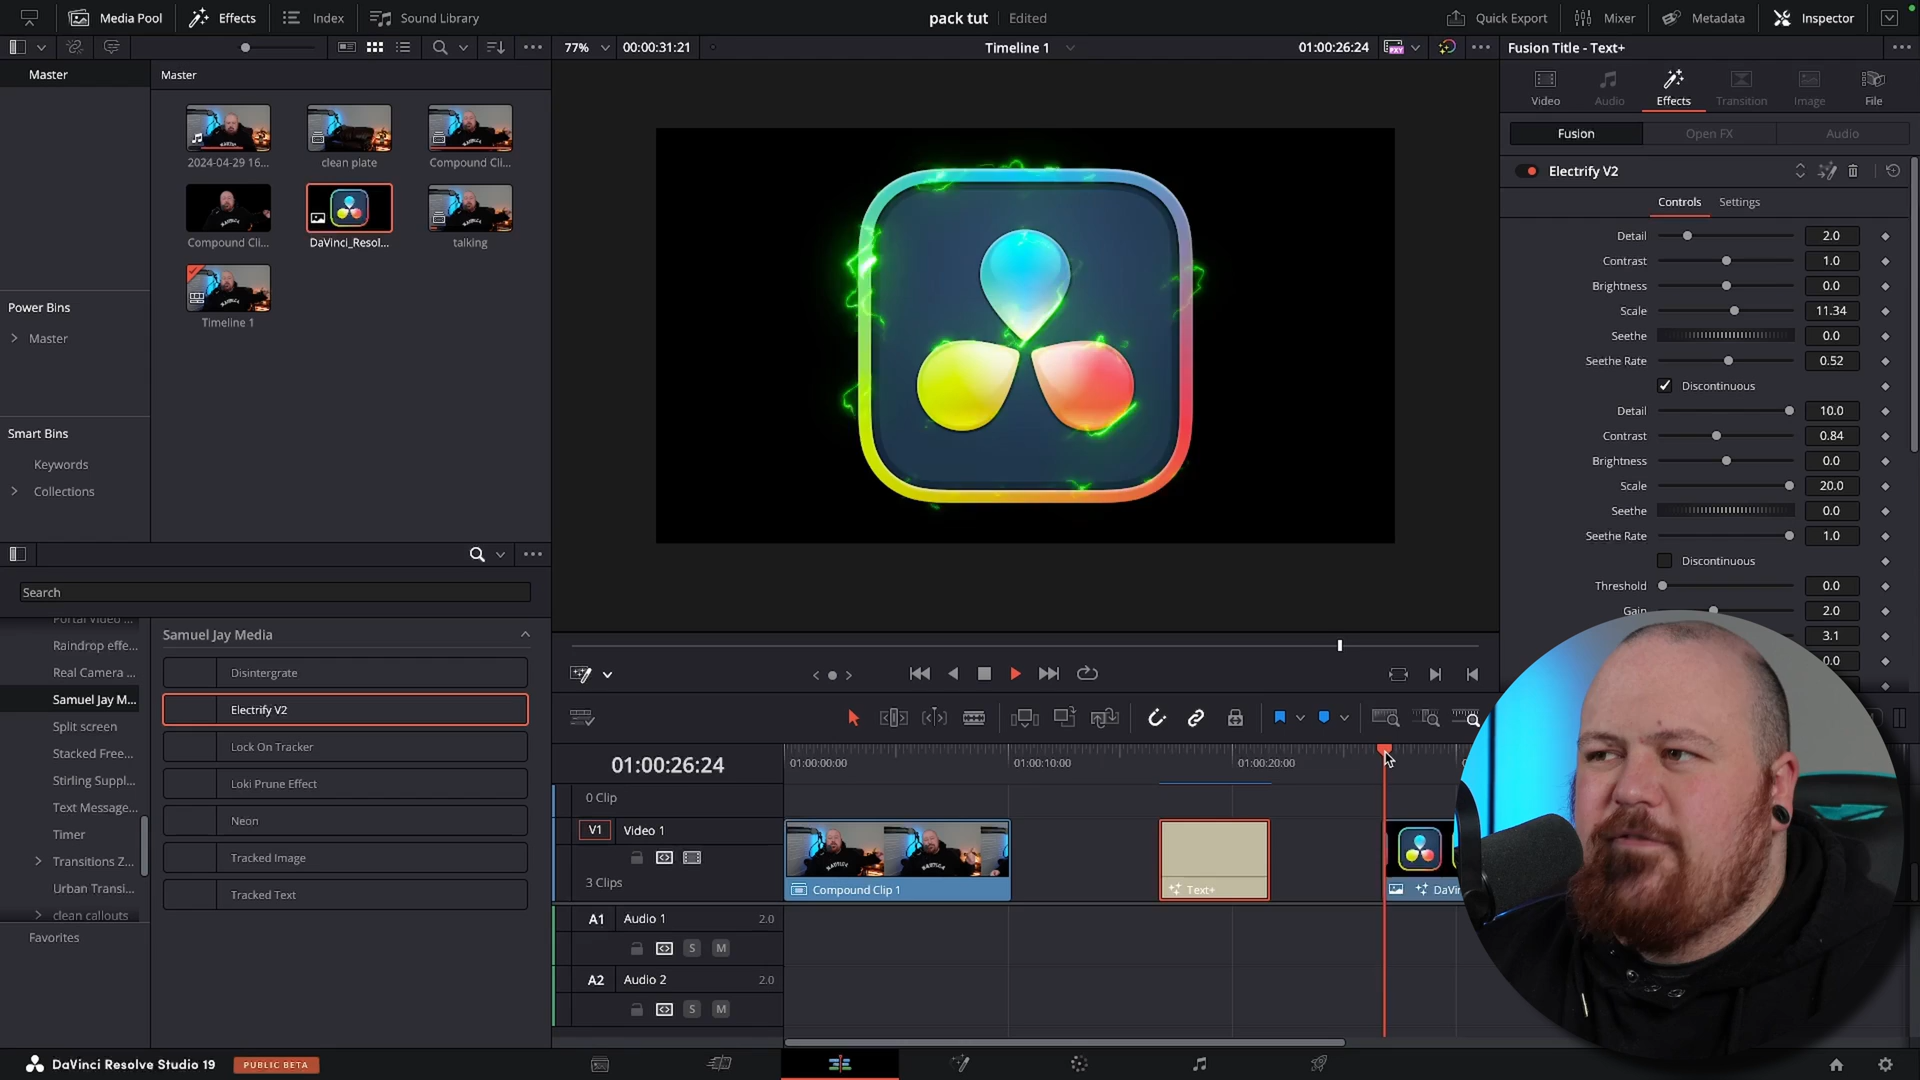 Media Pool
Effects
Index
Sound Library
pack tut
Edited
Quick Export
Mixer
Metadata
Inspector
77%
00:00:31:21
Timeline 1
01:00:26:24
Fusion Title - Text+
Master
Master
2024-04-29 16...
clean plate
Compound Cli...
Compound Cli...
DaVinci_Resol...
talking
Timeline 1
Power Bins
Master
Smart Bins
Keywords
Collections
Video
Audio
Effects
Transition
Image
File
Fusion
Open FX
Audio
Electrify V2
Controls
Settings
Detail 2.0
Contrast 1.0
Brightness 0.0
Scale 11.34
Seethe 0.0
Seethe Rate 0.52
Discontinuous
Detail 10.0
Contrast 0.84
Brightness 0.0
Scale 20.0
Seethe 0.0
Seethe Rate 1.0
Discontinuous
Threshold 0.0
Gain 2.0
3.1
Search
Portal Video ...
Raindrop effe...
Real Camera ...
Samuel Jay M...
Split screen
Stacked Free...
Stirling Suppl...
Text Message...
Timer
Transitions Z...
Urban Transi...
clean callouts
Favorites
Samuel Jay Media
Disintergrate
Electrify V2
Lock On Tracker
Loki Prune Effect
Neon
Tracked Image
Tracked Text
01:00:26:24
01:00:00:00
01:00:10:00
01:00:20:00
0 Clip
V1
Video 1
3 Clips
Compound Clip 1
Text+
A1
Audio 1
2.0
S
M
A2
Audio 2
2.0
S
M
DaVinci Resolve Studio 19
PUBLIC BETA